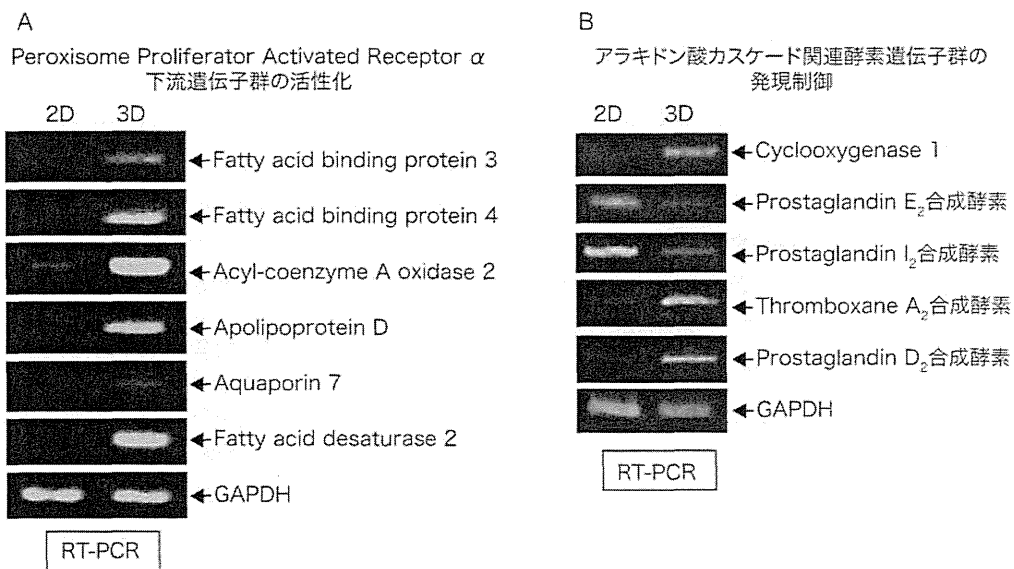 A
Peroxisome Proliferator Activated Receptor α
下流遺伝子群の活性化
2D 3D
Fatty acid binding protein 3
Fatty acid binding protein 4
Acyl-coenzyme A oxidase 2
Apolipoprotein D
Aquaporin 7
Fatty acid desaturase 2
GAPDH
RT-PCR
B
アラキドン酸カスケード関連酵素遺伝子群の
発現制御
2D 3D
Cyclooxygenase 1
Prostaglandin E₂合成酵素
Prostaglandin I₂合成酵素
Thromboxane A₂合成酵素
Prostaglandin D₂合成酵素
GAPDH
RT-PCR